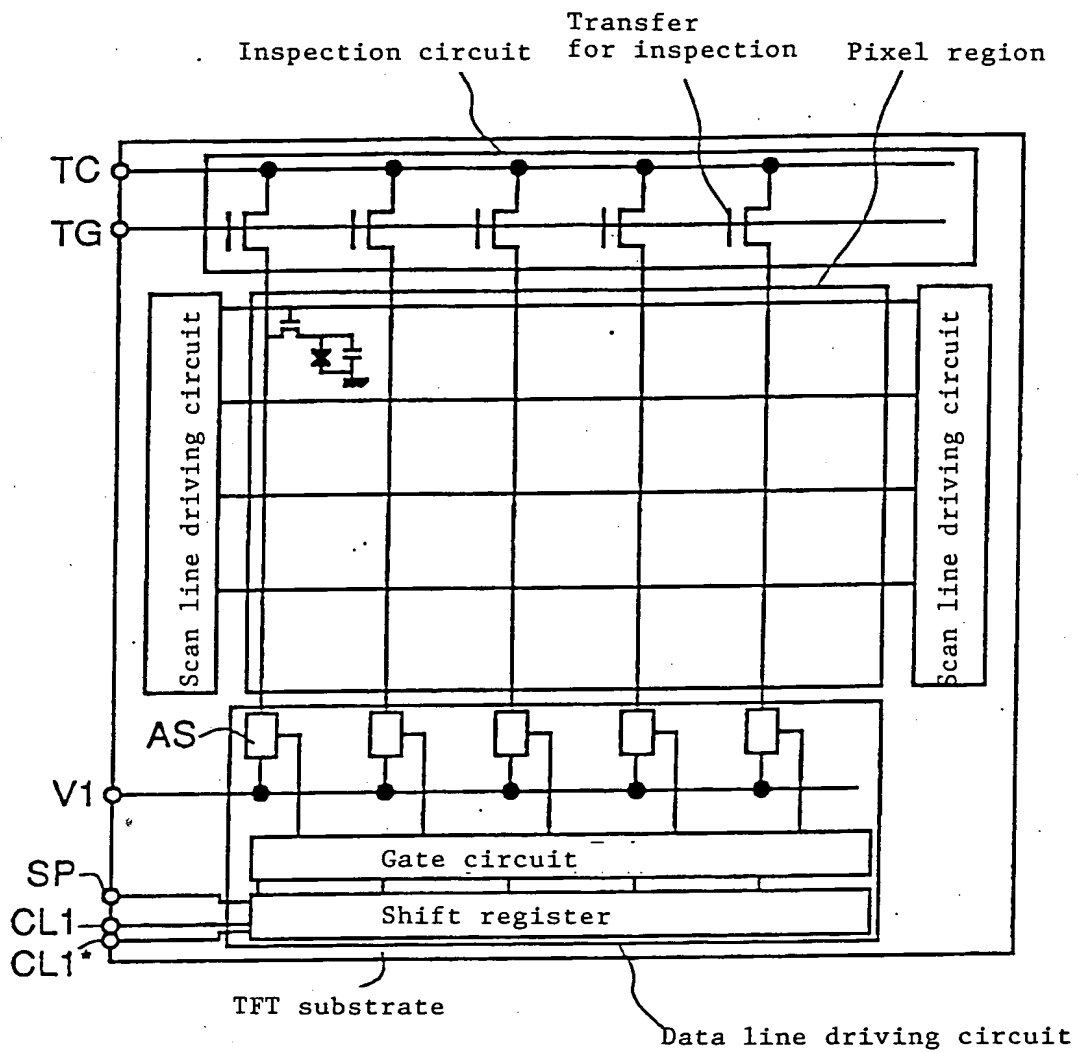 Transfer
for inspection
Inspection circuit
Pixel region
TC
TG
Scan line driving circuit
Scan line driving circuit
AS
V1
Gate circuit
SP
Shift register
CL1
CL1*
TFT substrate
Data line driving circuit